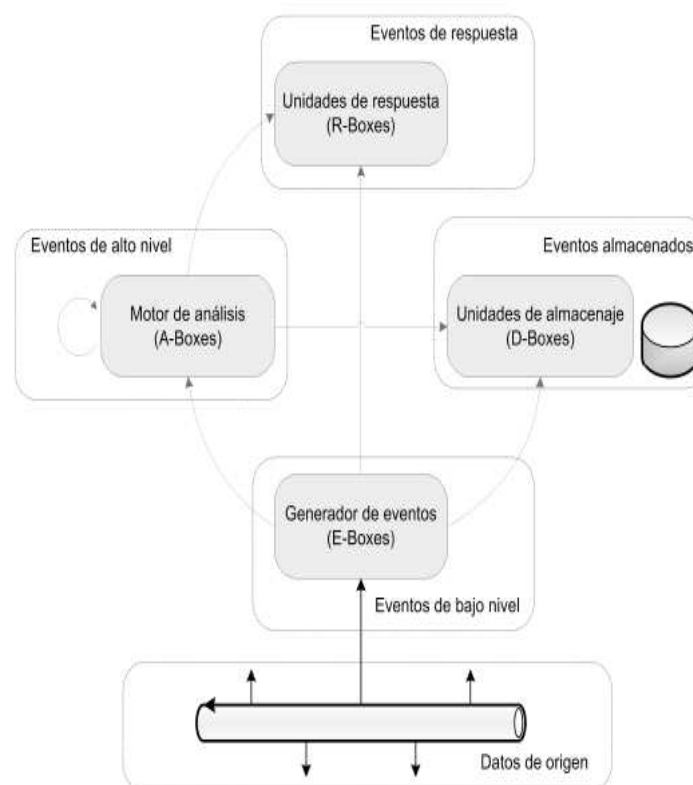 Eventos de respuesta
Unidades de respuesta
(R-Boxes)
Eventos de alto nivel
Motor de análisis
(A-Boxes)
Eventos almacenados
Unidades de almacenaje
(D-Boxes)
Generador de eventos
(E-Boxes)
Eventos de bajo nivel
Datos de origen